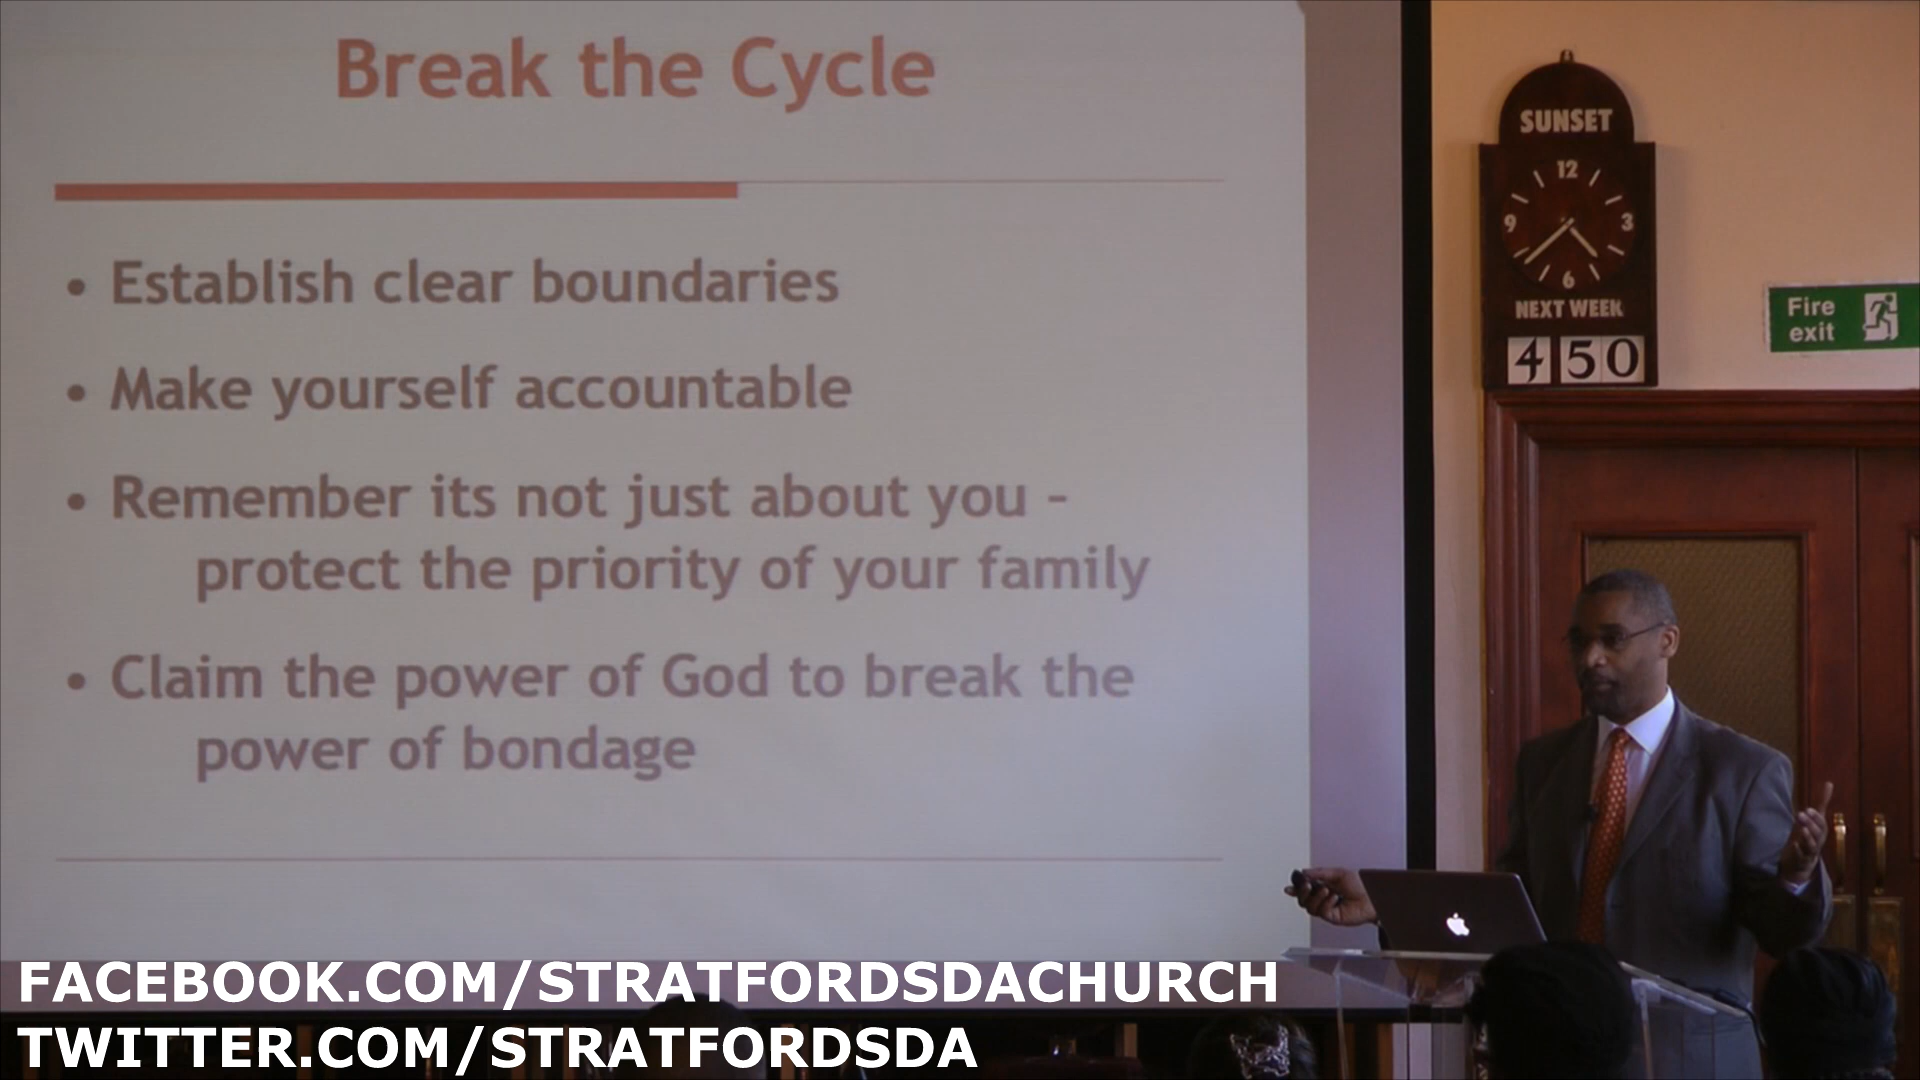 Break the Cycle
• Establish clear boundaries
• Make yourself accountable
• Remember its not just about you –
protect the priority of your family
• Claim the power of God to break the
power of bondage
SUNSET
12
9
3
6
NEXT WEEK
4 50
Fire
exit
FACEBOOK.COM/STRATFORDSDACHURCH
TWITTER.COM/STRATFORDSDA